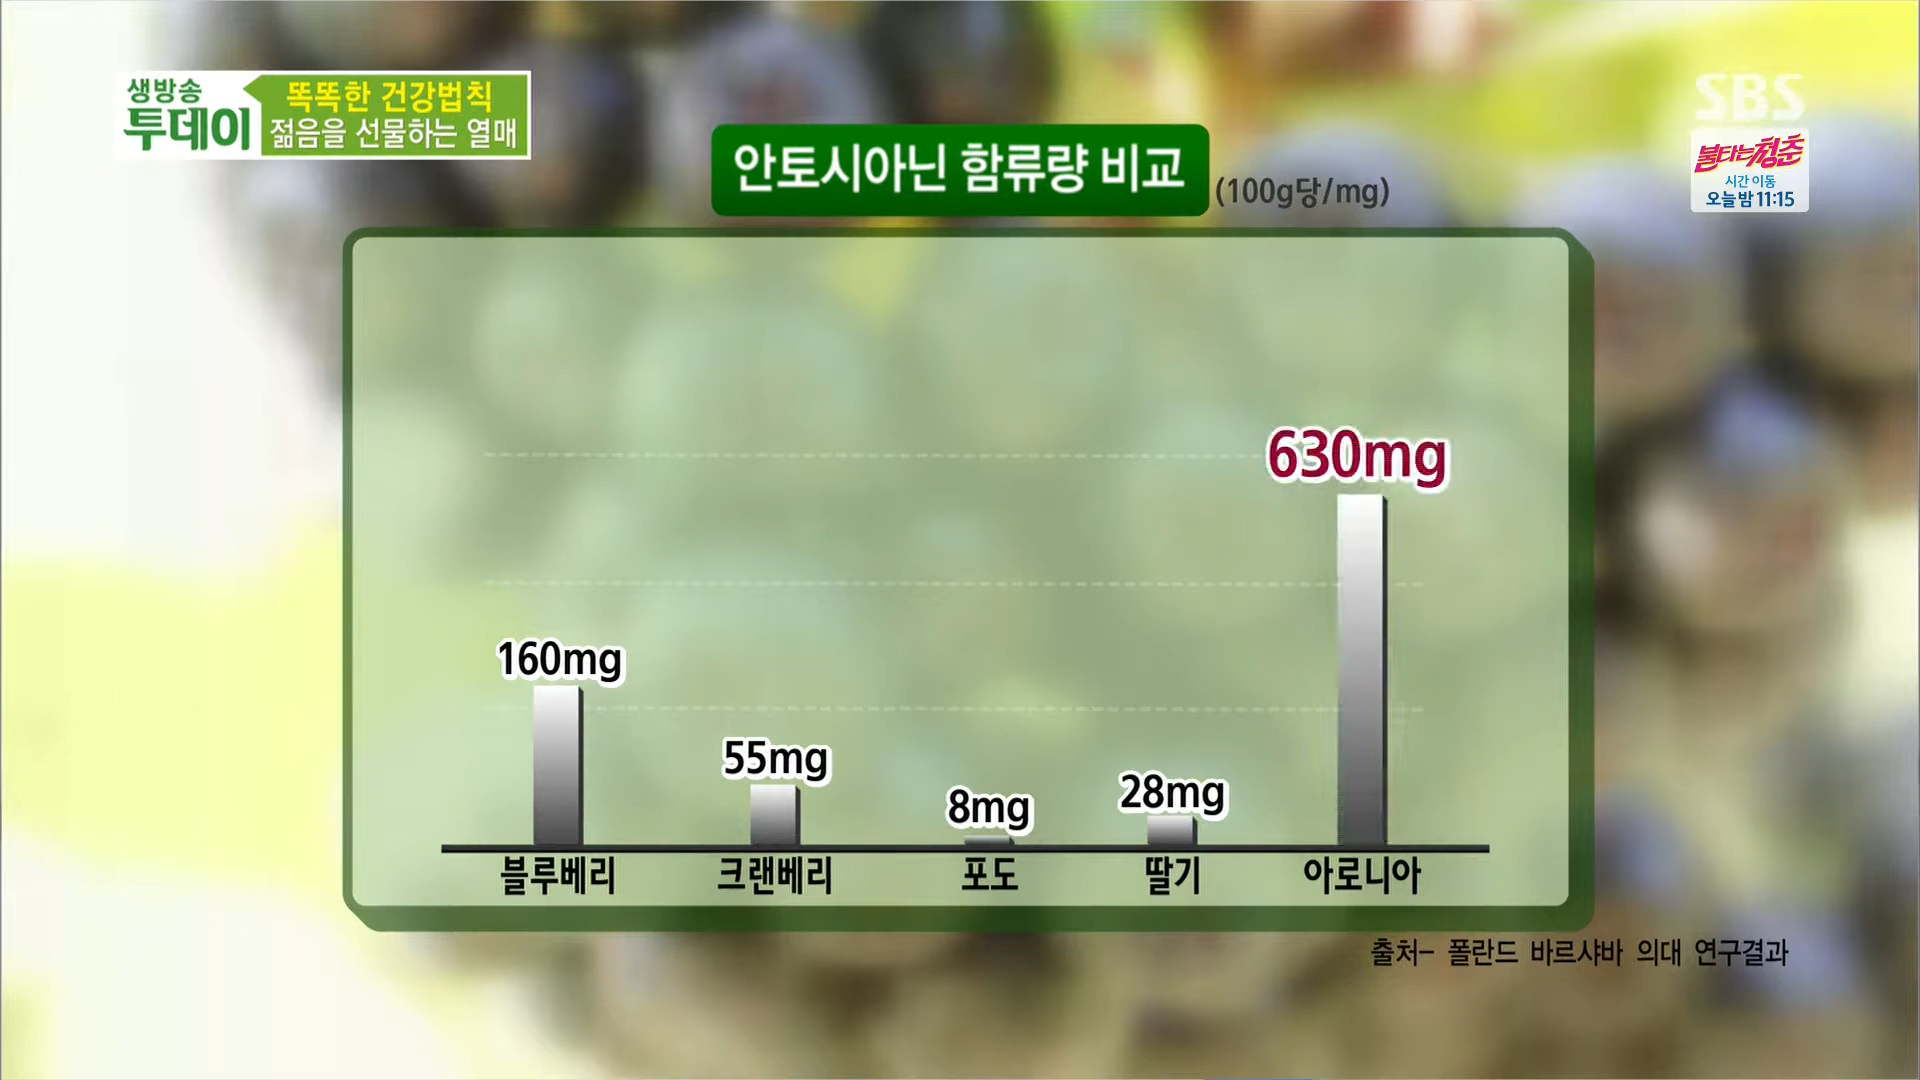 생방송
투데이
똑똑한 건강법칙
젊음을 선물하는 열매
SBS
불타는 청춘
시간 이동
오늘밤 11:15
안토시아닌 함류량 비교
(100g당/mg)
630mg
160mg
55mg
8mg
28mg
블루베리
크랜베리
포도
딸기
아로니아
출처- 폴란드 바르샤바 의대 연구결과